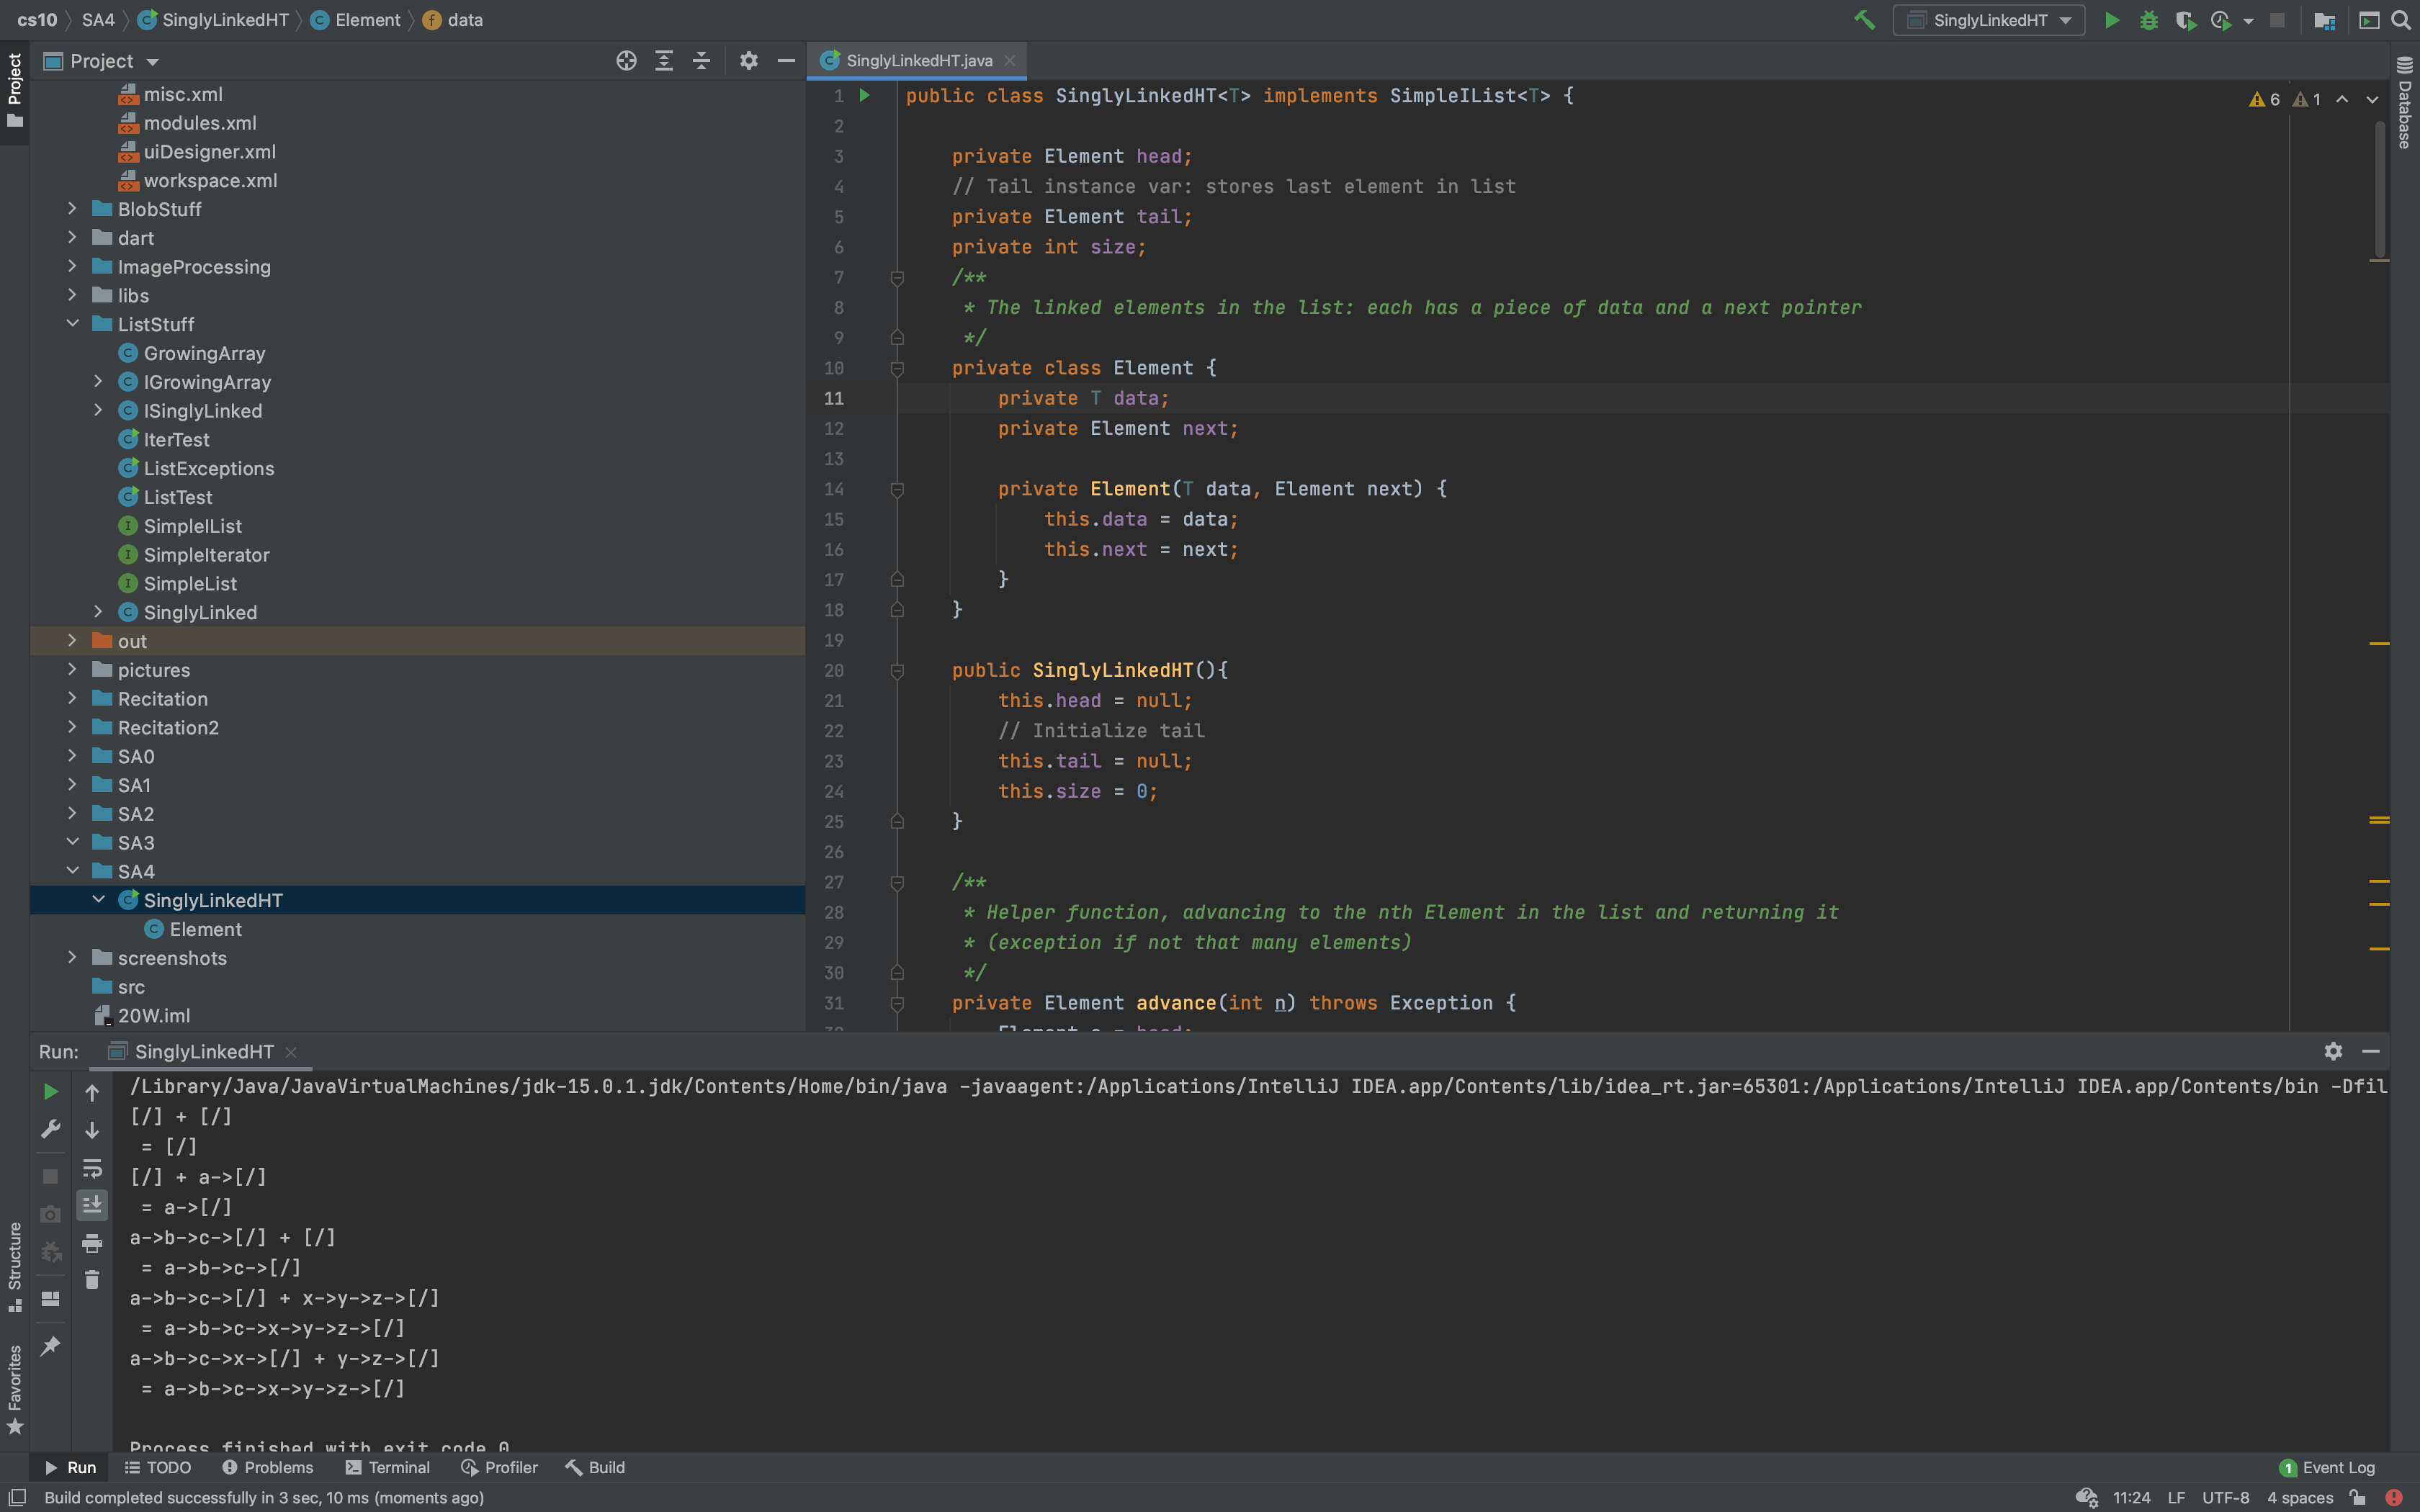 cs10 SA4 SinglyLinkedHT Element data
SinglyLinkedHT
Project
Project
misc.xml
modules.xml
uiDesigner.xml
workspace.xml
BlobStuff
dart
ImageProcessing
libs
ListStuff
GrowingArray
IGrowingArray
ISinglyLinked
IterTest
ListExceptions
ListTest
SimpleIList
SimpleIterator
SimpleList
SinglyLinked
out
pictures
Recitation
Recitation2
SA0
SA1
SA2
SA3
SA4
SinglyLinkedHT
Element
screenshots
src
20W.iml
SinglyLinkedHT.java
6 1
Database
1 public class SinglyLinkedHT<T> implements SimpleIList<T> {
2
3 private Element head;
4 // Tail instance var: stores last element in list
5 private Element tail;
6 private int size;
7 /**
8 * The linked elements in the list: each has a piece of data and a next pointer
9 */
10 private class Element {
11 private T data;
12 private Element next;
13
14 private Element(T data, Element next) {
15 this.data = data;
16 this.next = next;
17 }
18 }
19
20 public SinglyLinkedHT(){
21 this.head = null;
22 // Initialize tail
23 this.tail = null;
24 this.size = 0;
25 }
26
27 /**
28 * Helper function, advancing to the nth Element in the list and returning it
29 * (exception if not that many elements)
30 */
31 private Element advance(int n) throws Exception {
Run: SinglyLinkedHT
/Library/Java/JavaVirtualMachines/jdk-15.0.1.jdk/Contents/Home/bin/java -javaagent:/Applications/IntelliJ IDEA.app/Contents/lib/idea_rt.jar=65301:/Applications/IntelliJ IDEA.app/Contents/bin -Dfil
[/] + [/]
= [/]
[/] + a->[/]
= a->[/]
a->b->c->[/] + [/]
= a->b->c->[/]
a->b->c->[/] + x->y->z->[/]
= a->b->c->x->y->z->[/]
a->b->c->x->[/] + y->z->[/]
= a->b->c->x->y->z->[/]
Process finished with exit code 0
Structure
Favorites
Run TODO Problems Terminal Profiler Build
1 Event Log
Build completed successfully in 3 sec, 10 ms (moments ago)
11:24 LF UTF-8 4 spaces